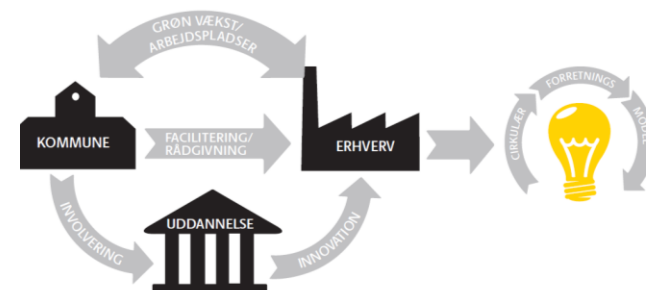 GRØN VÆKST/
ARBEJDSPLADSER
KOMMUNE
FACILITERING/
RÅDGIVNING
ERHVERV
CIRKULÆR
FORRETNINGS
MODEL
INVOLVERING
UDDANNELSE
INNOVATION